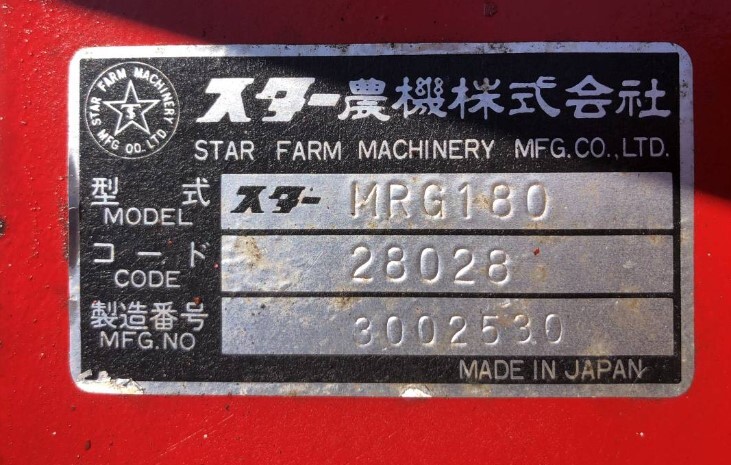 STAR FARM MACHINERY
MFG CO. LTD.
S
スター農機株式会社
STAR FARM MACHINERY MFG.CO.,LTD.
型式 スター MRG180
MODEL
コード 28028
CODE
製造番号 3002530
MFG.NO
MADE IN JAPAN